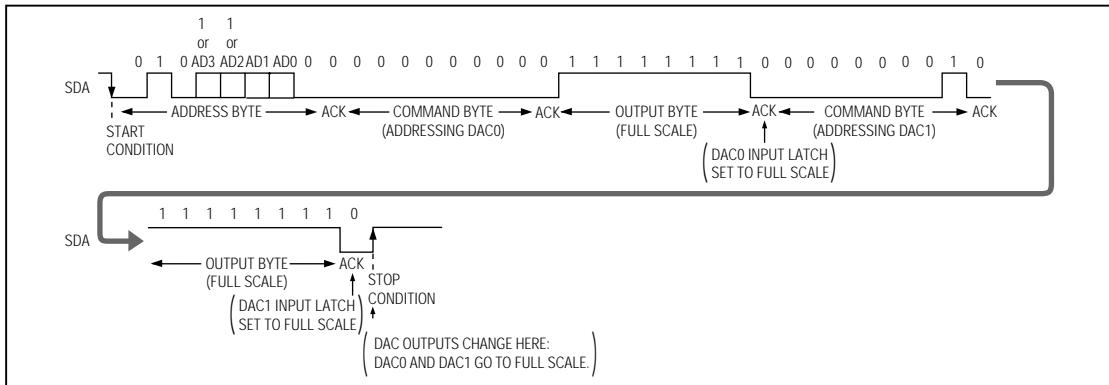 1 1
or or
0 1 0 AD3 AD2 AD1 AD0 0 0 0 0 0 0 0 0 0 0 0 1 1 1 1 1 1 1 1 0 0 0 0 0 0 0 0 1 0
SDA
ADDRESS BYTE ACK COMMAND BYTE ACK OUTPUT BYTE ACK COMMAND BYTE ACK
START (ADDRESSING DAC0) (FULL SCALE) (ADDRESSING DAC1)
CONDITION
(DAC0 INPUT LATCH
SET TO FULL SCALE)
1 1 1 1 1 1 1 1 0
SDA
OUTPUT BYTE ACK
(FULL SCALE)
STOP
CONDITION
(DAC1 INPUT LATCH
SET TO FULL SCALE)
(DAC OUTPUTS CHANGE HERE:
DAC0 AND DAC1 GO TO FULL SCALE.)